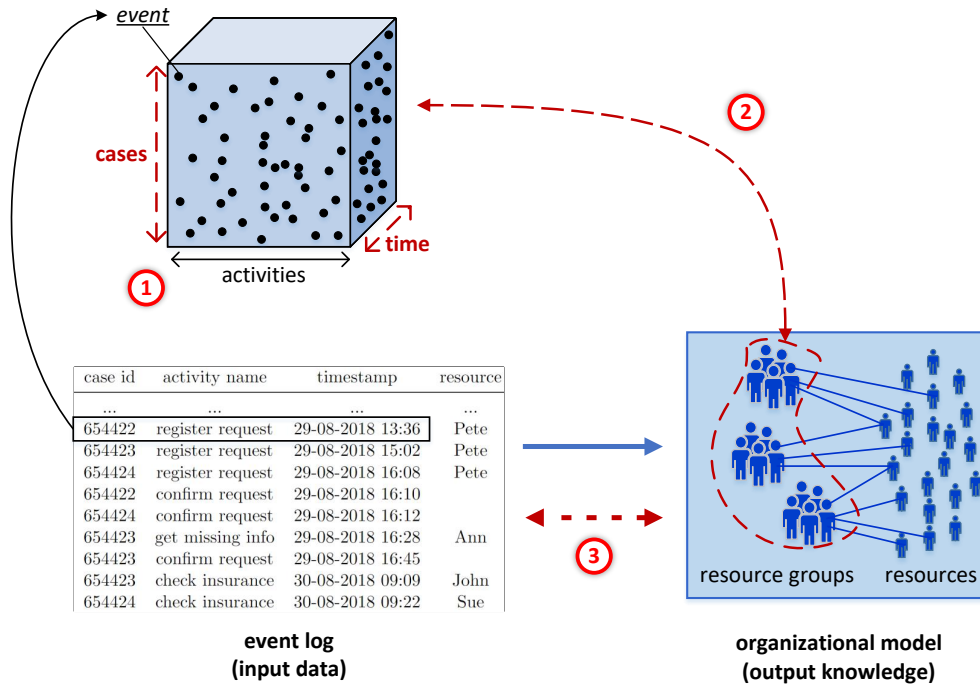 event
cases
time
activities
1
2
case id activity name timestamp resource
... ... ... ...
654422 register request 29-08-2018 13:36 Pete
654423 register request 29-08-2018 15:02 Pete
654424 register request 29-08-2018 16:08 Pete
654422 confirm request 29-08-2018 16:10
654424 confirm request 29-08-2018 16:12
654423 get missing info 29-08-2018 16:28 Ann
654423 confirm request 29-08-2018 16:45
654423 check insurance 30-08-2018 09:09 John
654424 check insurance 30-08-2018 09:22 Sue
3
resource groups resources
event log
(input data)
organizational model
(output knowledge)